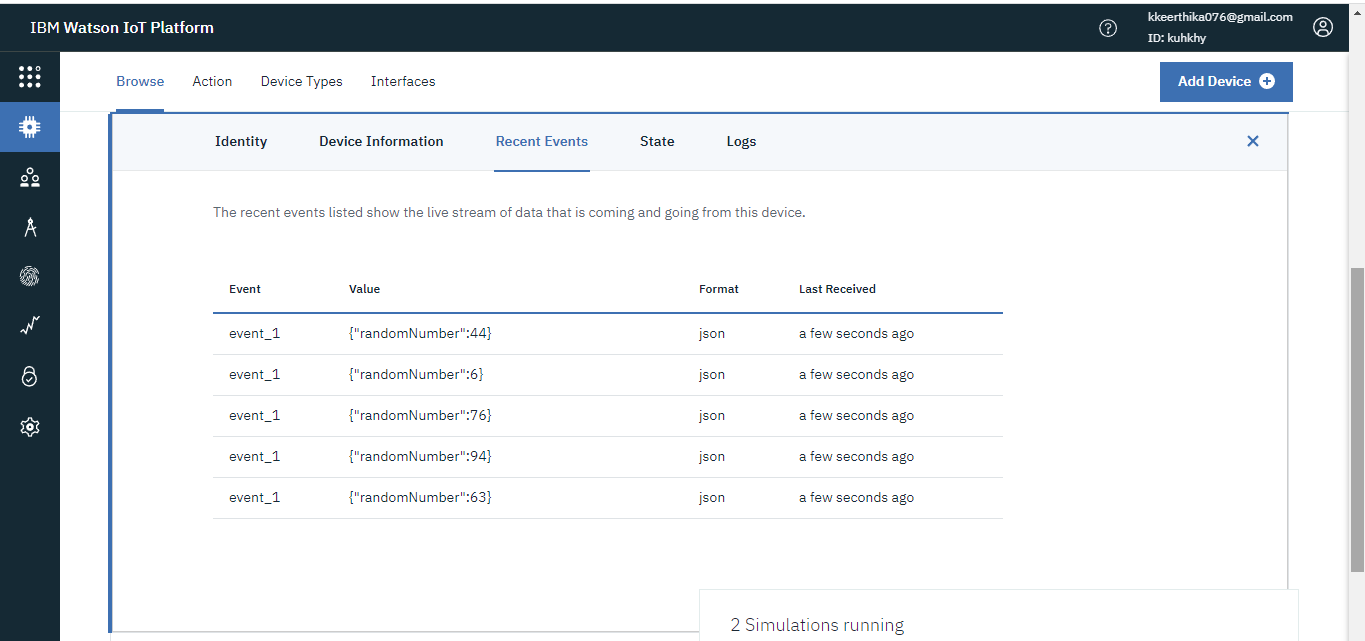 IBM Watson IoT Platform
kkeerthika076@gmail.com
ID: kuhkhy
Browse Action Device Types Interfaces
Add Device
Identity Device Information Recent Events State Logs
The recent events listed show the live stream of data that is coming and going from this device.
Event Value Format Last Received
event_1 {"randomNumber":44} json a few seconds ago
event_1 {"randomNumber":6} json a few seconds ago
event_1 {"randomNumber":76} json a few seconds ago
event_1 {"randomNumber":94} json a few seconds ago
event_1 {"randomNumber":63} json a few seconds ago
2 Simulations running